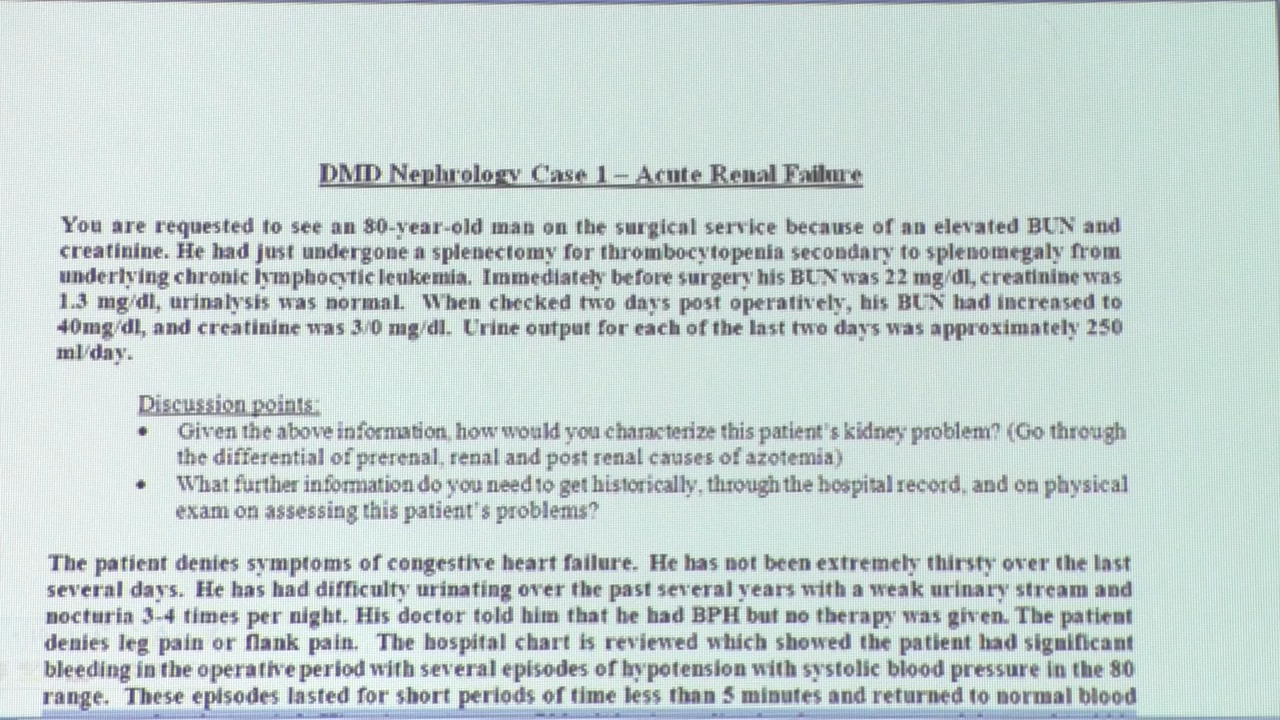 DMD Nephrology Case 1 – Acute Renal Failure
You are requested to see an 80-year-old man on the surgical service because of an elevated BUN and
creatinine. He had just undergone a splenectomy for thrombocytopenia secondary to splenomegaly from
underlying chronic lymphocytic leukemia. Immediately before surgery his BUN was 22 mg/dl, creatinine was
1.3 mg/dl, urinalysis was normal. When checked two days post operatively, his BUN had increased to
40mg/dl, and creatinine was 3/0 mg/dl. Urine output for each of the last two days was approximately 250
ml/day.
Discussion points:
• Given the above information, how would you characterize this patient's kidney problem? (Go through
the differential of prerenal, renal and post renal causes of azotemia)
• What further information do you need to get historically, through the hospital record, and on physical
exam on assessing this patient's problems?
The patient denies symptoms of congestive heart failure. He has not been extremely thirsty over the last
several days. He has had difficulty urinating over the past several years with a weak urinary stream and
nocturia 3-4 times per night. His doctor told him that he had BPH but no therapy was given. The patient
denies leg pain or flank pain. The hospital chart is reviewed which showed the patient had significant
bleeding in the operative period with several episodes of hypotension with systolic blood pressure in the 80
range. These episodes lasted for short periods of time less than 5 minutes and returned to normal blood